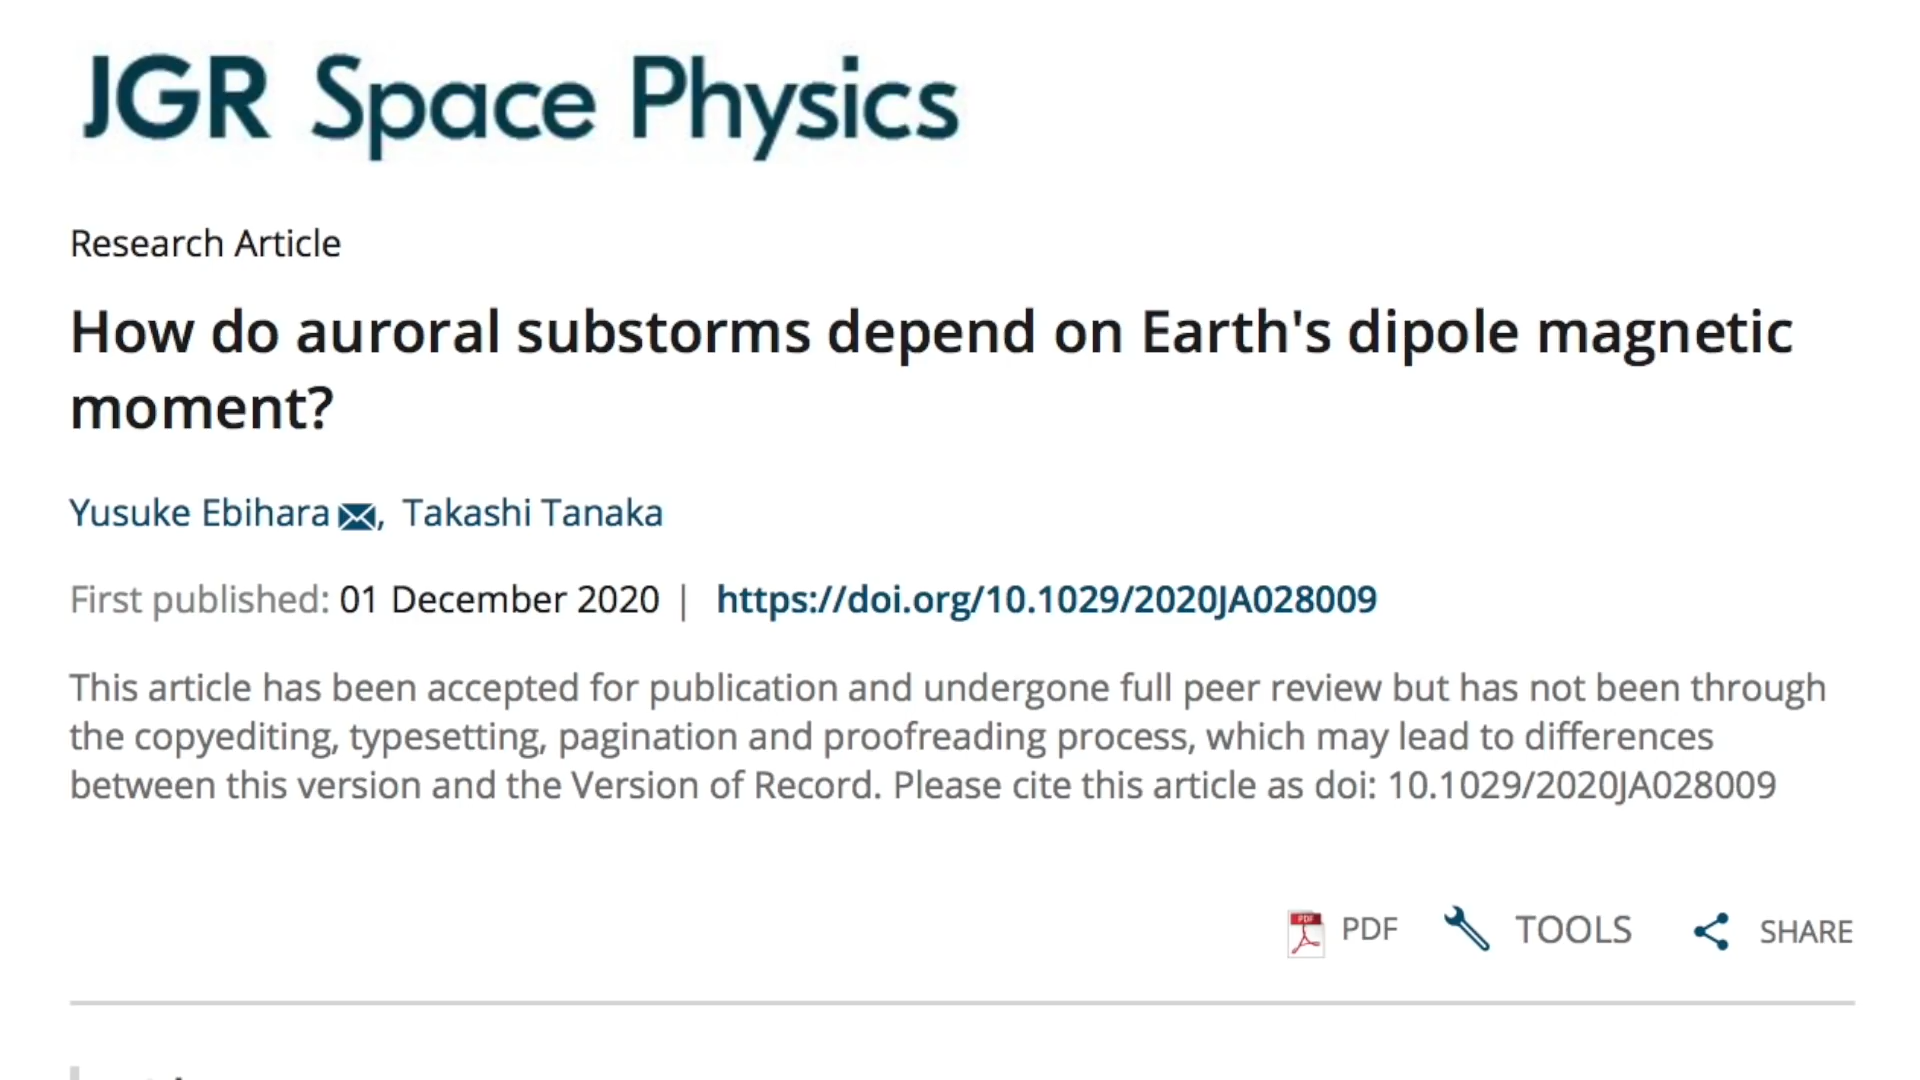 JGR Space Physics
Research Article
How do auroral substorms depend on Earth's dipole magnetic
moment?
Yusuke Ebihara, Takashi Tanaka
First published: 01 December 2020 | https://doi.org/10.1029/2020JA028009
This article has been accepted for publication and undergone full peer review but has not been through
the copyediting, typesetting, pagination and proofreading process, which may lead to differences
between this version and the Version of Record. Please cite this article as doi: 10.1029/2020JA028009
PDF PDF TOOLS SHARE